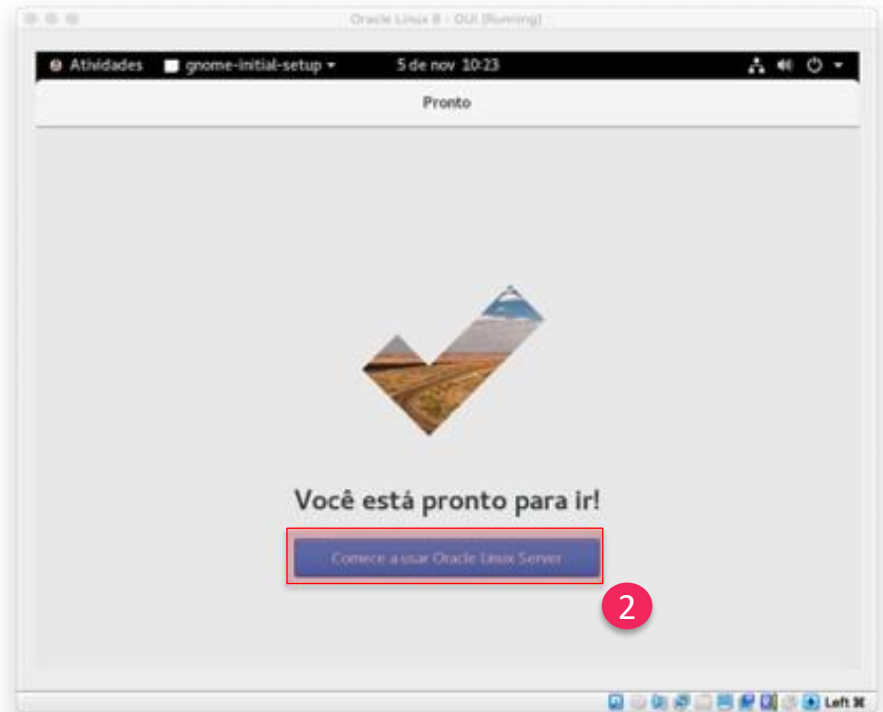 Oracle Linux 8 - GUI [Running]
Atividades gnome-initial-setup 5 de nov 10:23
Pronto
Você está pronto para ir!
Comece a usar Oracle Linux Server
2
Left ⌘